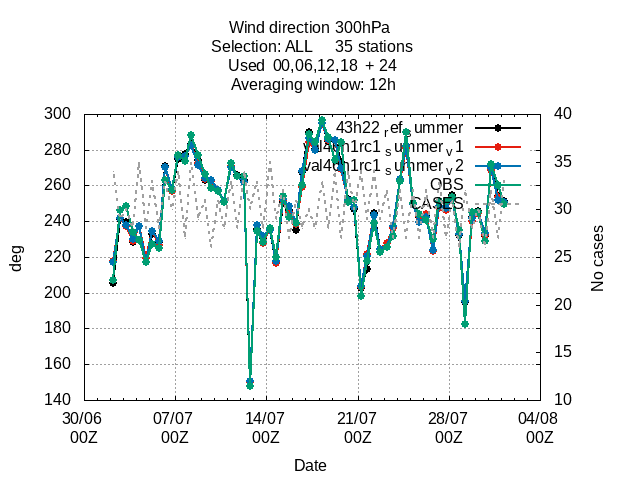 Wind direction 300hPa
Selection: ALL 35 stations
Used 00,06,12,18 + 24
Averaging window: 12h
300
280
260
240
220
200
180
160
140
deg
40
35
30
25
20
15
10
No cases
43h22_ref_summer
val46h1rc1_summer_v1
val46h1rc1_summer_v2
OBS
CASES
30/06 00Z
07/07 00Z
14/07 00Z
21/07 00Z
28/07 00Z
04/08 00Z
Date